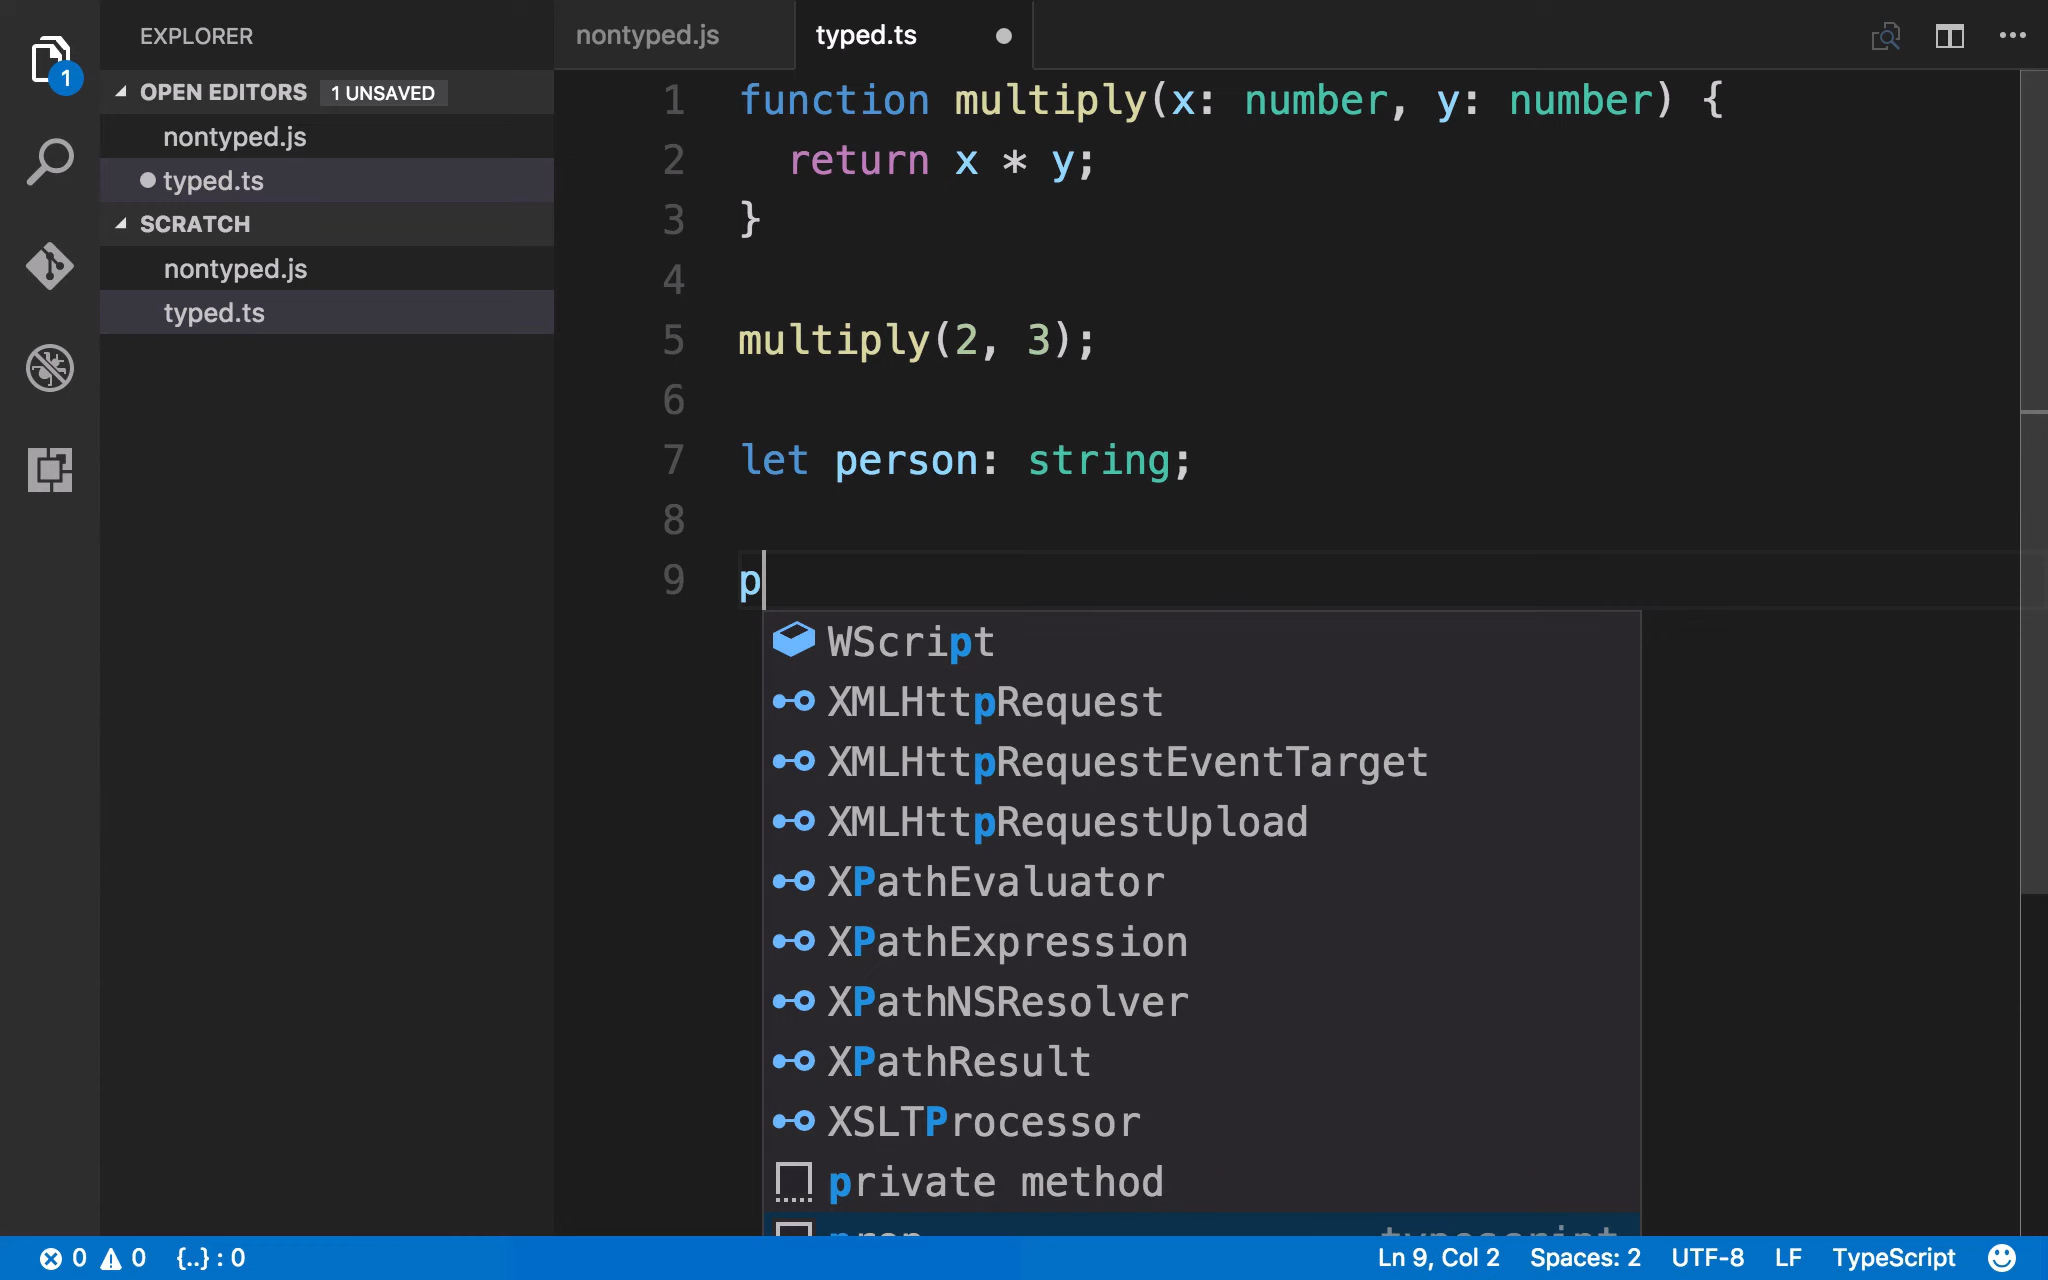 EXPLORER
1
OPEN EDITORS 1 UNSAVED
nontyped.js
typed.ts
SCRATCH
nontyped.js
typed.ts
nontyped.js typed.ts
1 function multiply(x: number, y: number) {
2 return x * y;
3 }
4
5 multiply(2, 3);
6
7 let person: string;
8
9 p
WScript
XMLHttpRequest
XMLHttpRequestEventTarget
XMLHttpRequestUpload
XPathEvaluator
XPathExpression
XPathNSResolver
XPathResult
XSLTProcessor
private method
0 0 {..} : 0 Ln 9, Col 2 Spaces: 2 UTF-8 LF TypeScript